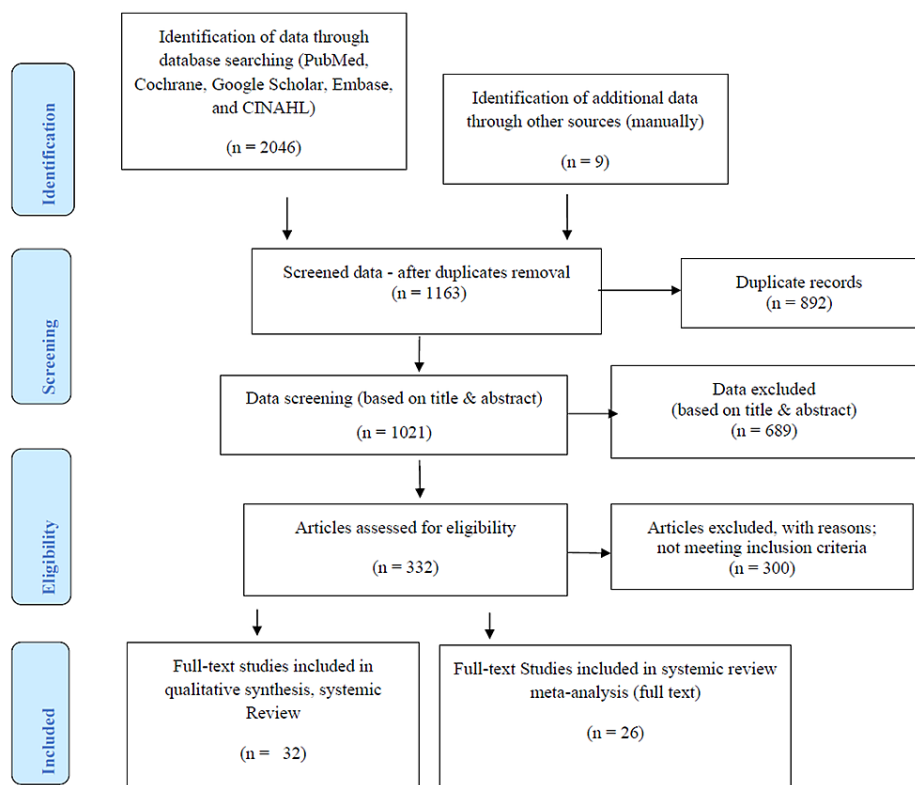 Identification
Identification of data through
database searching (PubMed,
Cochrane, Google Scholar, Embase,
and CINAHL)
(n = 2046)
Identification of additional data
through other sources (manually)
(n = 9)
Screening
Screened data - after duplicates removal
(n = 1163)
Duplicate records
(n = 892)
Data screening (based on title & abstract)
(n = 1021)
Data excluded
(based on title & abstract)
(n = 689)
Eligibility
Articles assessed for eligibility
(n = 332)
Articles excluded, with reasons;
not meeting inclusion criteria
(n = 300)
Included
Full-text studies included in
qualitative synthesis, systemic
Review
(n = 32)
Full-text Studies included in systemic review
meta-analysis (full text)
(n = 26)